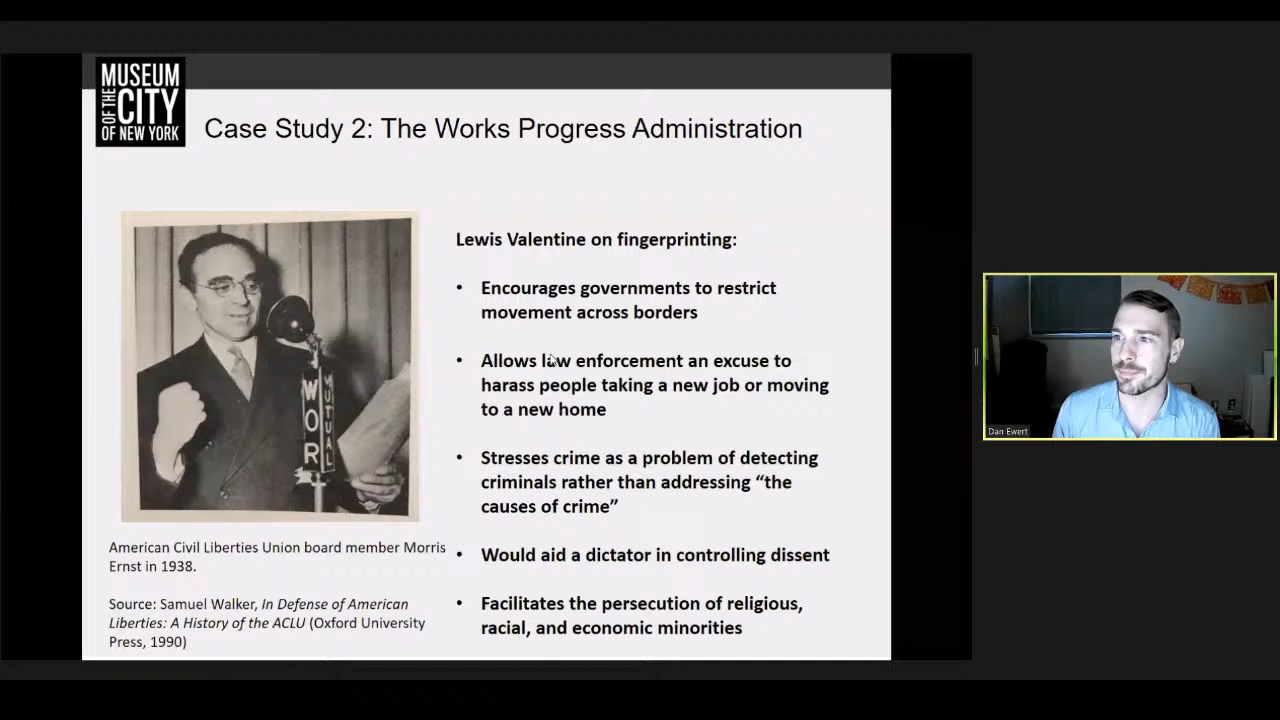 MUSEUM
OF THE
CITY
OF NEW YORK
Case Study 2: The Works Progress Administration
WOR
MUTUAL
Lewis Valentine on fingerprinting:
• Encourages governments to restrict
movement across borders
• Allows law enforcement an excuse to
harass people taking a new job or moving
to a new home
• Stresses crime as a problem of detecting
criminals rather than addressing “the
causes of crime”
• Would aid a dictator in controlling dissent
• Facilitates the persecution of religious,
racial, and economic minorities
American Civil Liberties Union board member Morris
Ernst in 1938.
Source: Samuel Walker, In Defense of American
Liberties: A History of the ACLU (Oxford University
Press, 1990)
Dan Ewert